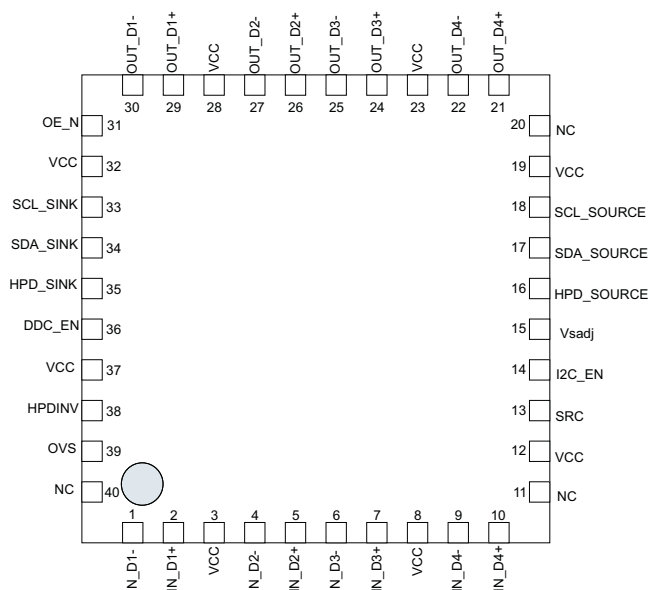 OUT_D1-
OUT_D1+
VCC
OUT_D2-
OUT_D2+
OUT_D3-
OUT_D3+
VCC
OUT_D4-
OUT_D4+
30
29
28
27
26
25
24
23
22
21
OE_N
31
VCC
32
SCL_SINK
33
SDA_SINK
34
HPD_SINK
35
DDC_EN
36
VCC
37
HPDINV
38
OVS
39
NC
40
20
NC
19
VCC
18
SCL_SOURCE
17
SDA_SOURCE
16
HPD_SOURCE
15
Vsadj
14
I2C_EN
13
SRC
12
VCC
11
NC
1
2
3
4
5
6
7
8
9
10
N_D1-
IN_D1+
VCC
N_D2-
IN_D2+
N_D3-
IN_D3+
VCC
IN_D4-
IN_D4+